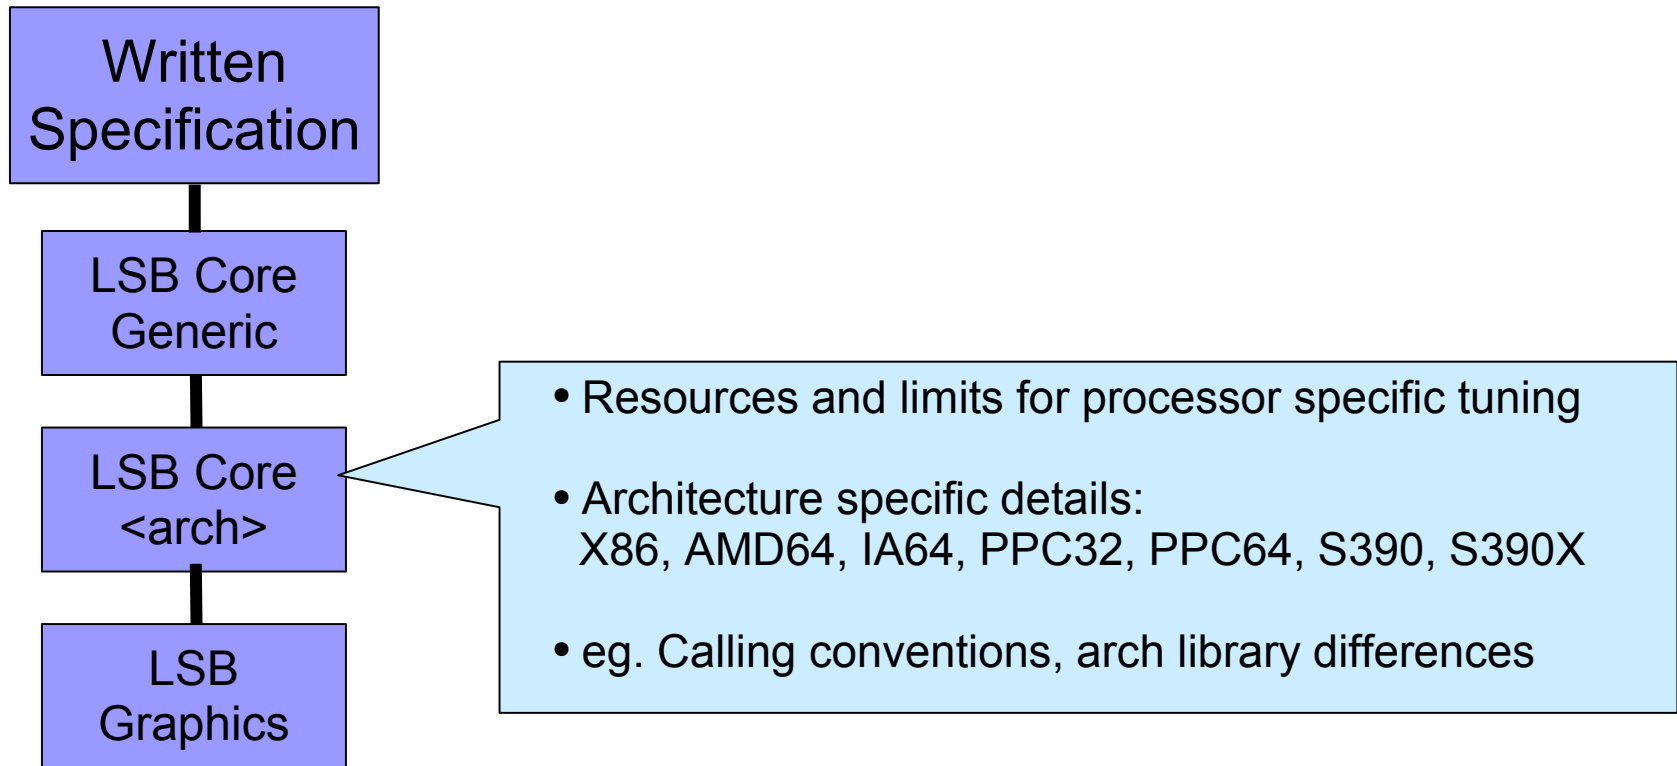 Written
Specification
LSB Core
Generic
LSB Core
<arch>
LSB
Graphics
• Resources and limits for processor specific tuning
• Architecture specific details:
X86, AMD64, IA64, PPC32, PPC64, S390, S390X
• eg. Calling conventions, arch library differences